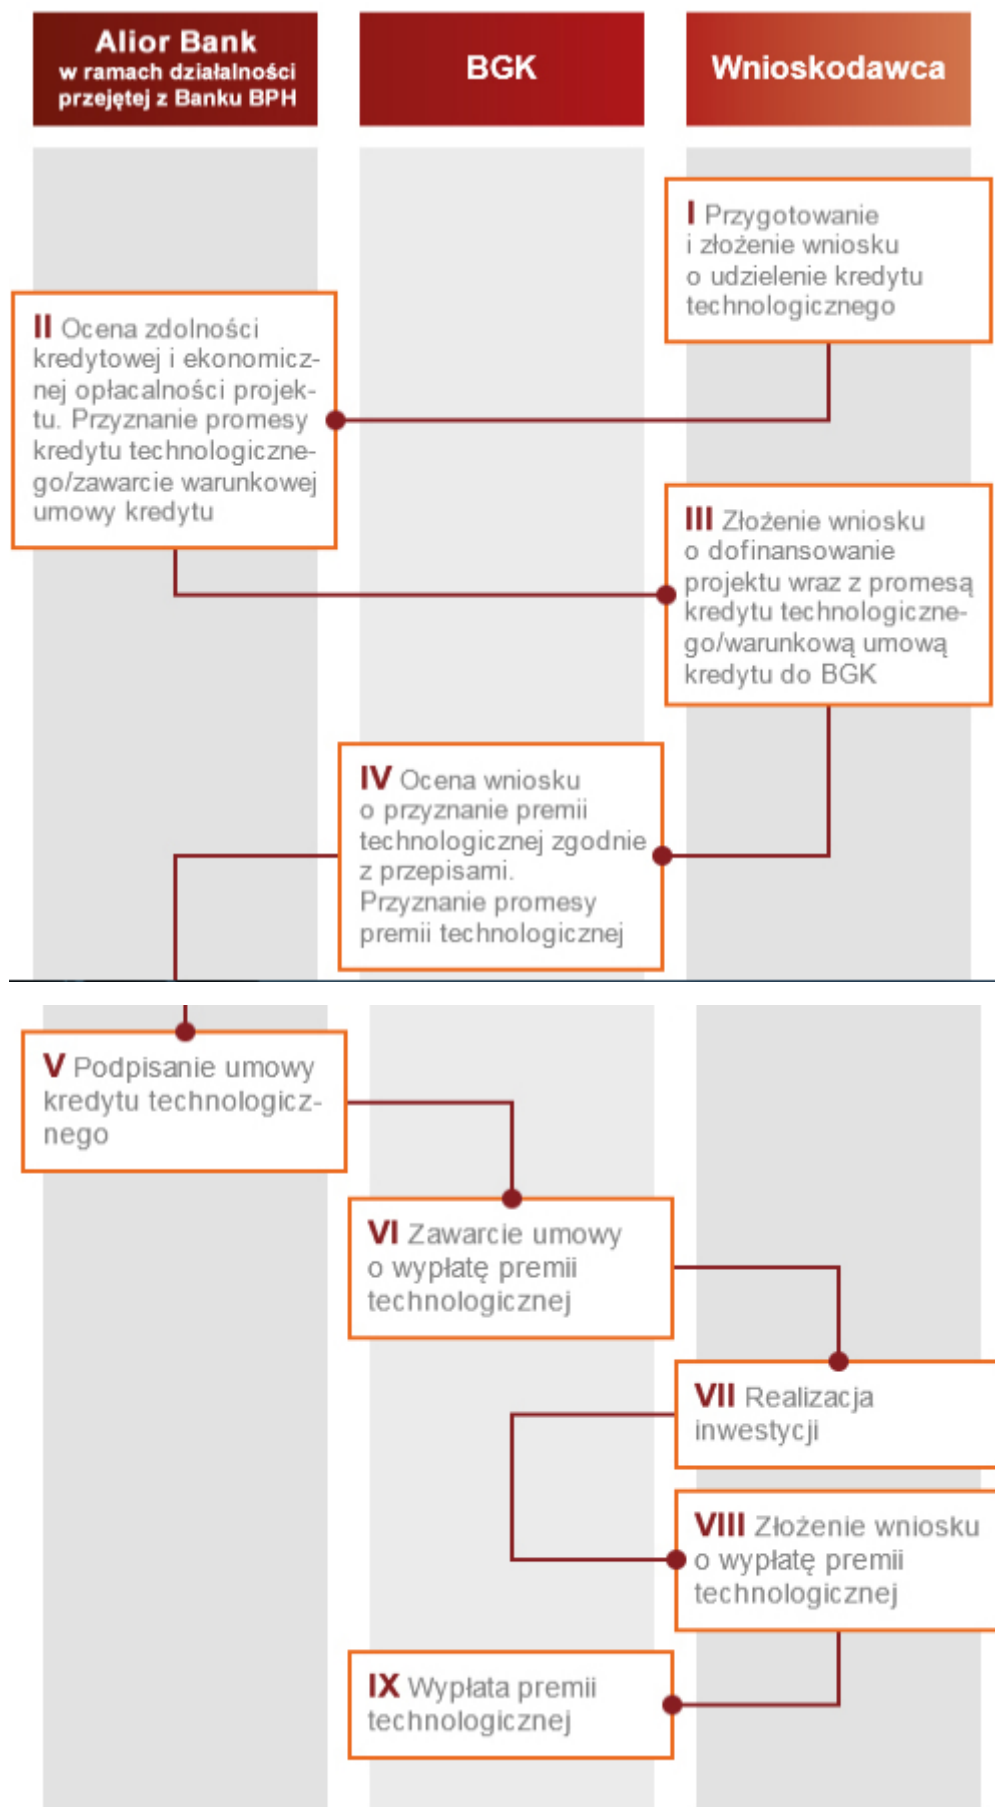 Alior Bank
w ramach działalności
przejętej z Banku BPH
BGK
Wnioskodawca
I Przygotowanie
i złożenie wniosku
o udzielenie kredytu
technologicznego
II Ocena zdolności
kredytowej i ekonomicz-
nej opłacalności projek-
tu. Przyznanie promesy
kredytu technologiczne-
go/zawarcie warunkowej
umowy kredytu
III Złożenie wniosku
o dofinansowanie
projektu wraz z promesą
kredytu technologiczne-
go/warunkową umową
kredytu do BGK
IV Ocena wniosku
o przyznanie premii
technologicznej zgodnie
z przepisami.
Przyznanie promesy
premii technologicznej
V Podpisanie umowy
kredytu technologicz-
nego
VI Zawarcie umowy
o wypłatę premii
technologicznej
VII Realizacja
inwestycji
VIII Złożenie wniosku
o wypłatę premii
technologicznej
IX Wypłata premii
technologicznej